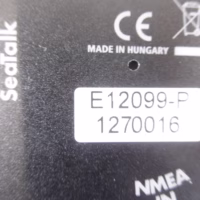 SeaTalk
CE
MADE IN HUNGARY
E12099-P
1270016
NMEA
IN